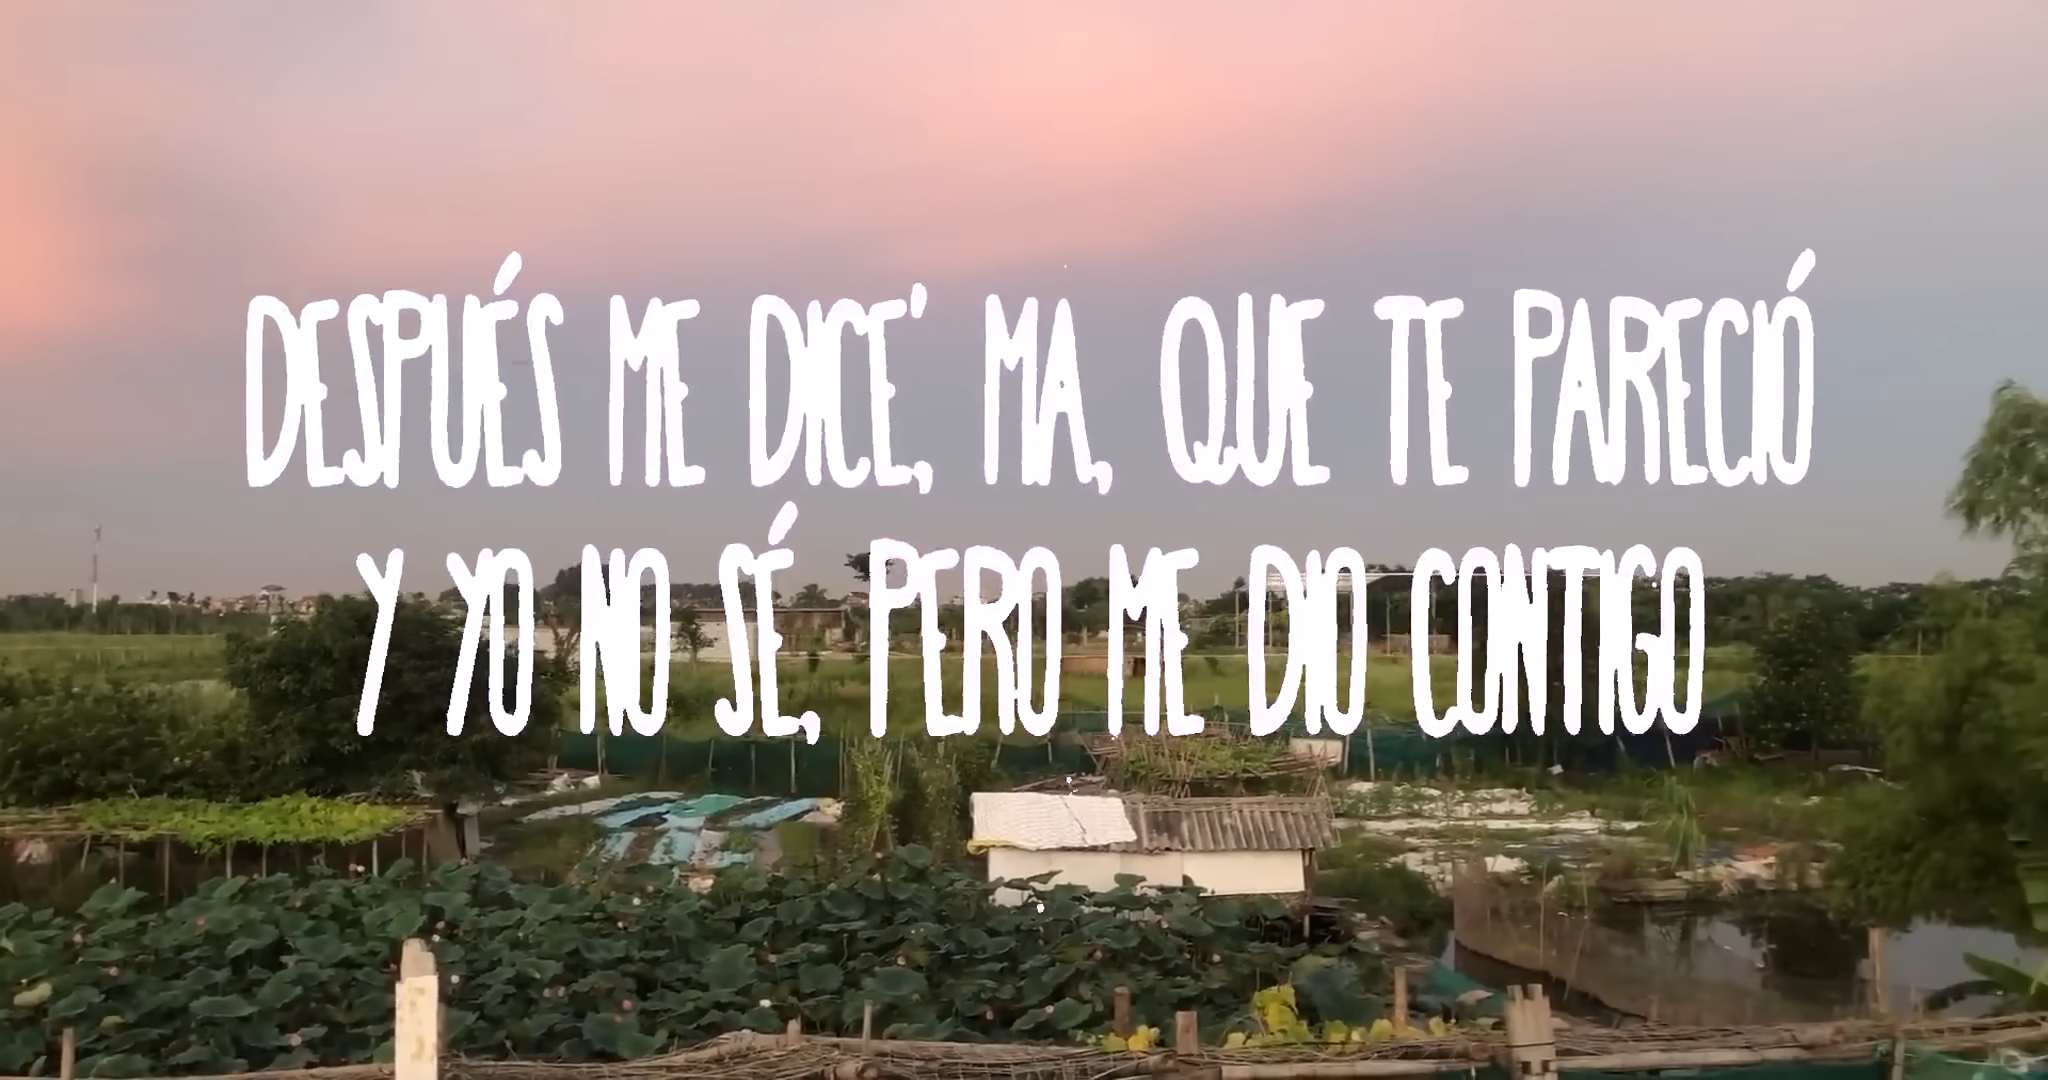 DESPUÉS ME DICE', MA, QUE TE PARECIÓ
Y YO NO SÉ, PERO ME DIO CONTIGO